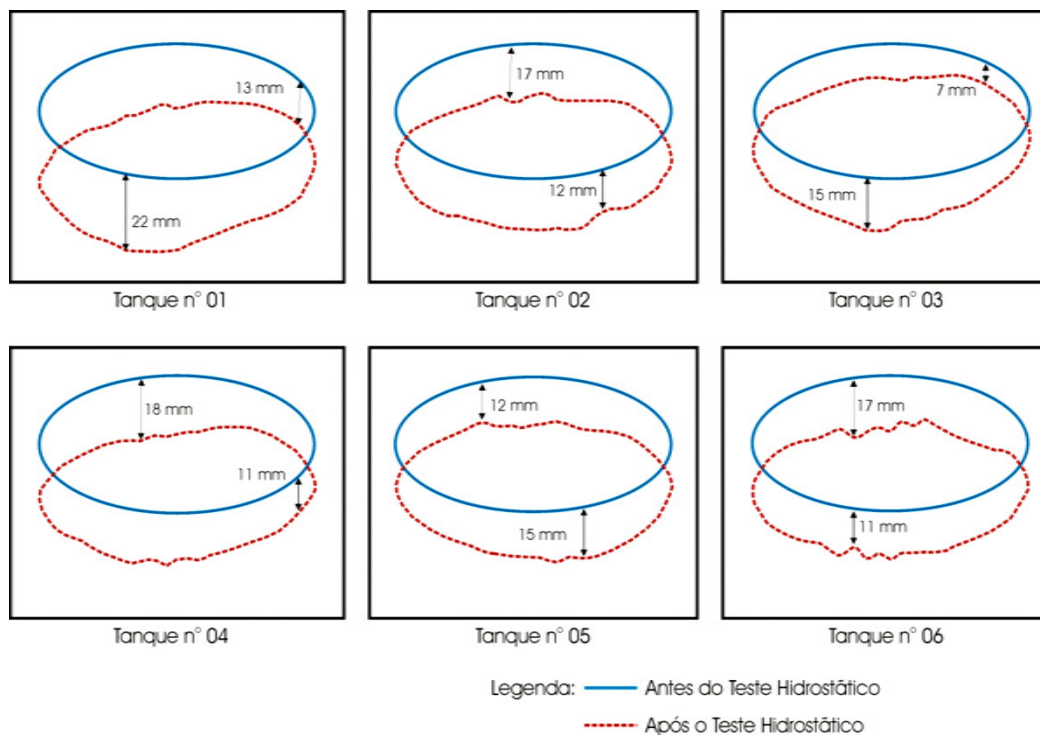 13 mm
22 mm
Tanque n° 01
17 mm
12 mm
Tanque n° 02
7 mm
15 mm
Tanque n° 03
18 mm
11 mm
Tanque n° 04
12 mm
15 mm
Tanque n° 05
17 mm
11 mm
Tanque n° 06
Legenda: Antes do Teste Hidrostático
Após o Teste Hidrostático